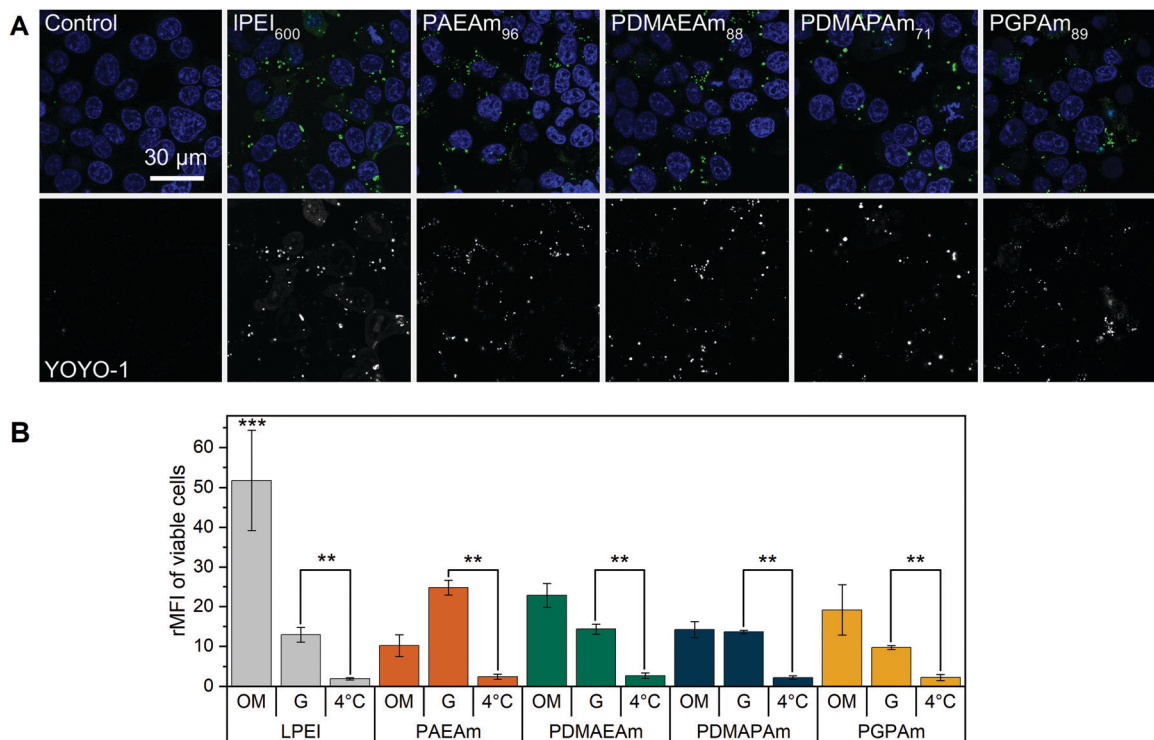 A
Control
lPEI600
PAEAm96
PDMAEAm88
PDMAPAm71
PGPAm89
30 µm
YOYO-1
B
rMFI of viable cells
60
50
40
30
20
10
0
***
**
**
**
**
**
OM G 4°C OM G 4°C OM G 4°C OM G 4°C OM G 4°C
LPEI PAEAm PDMAEAm PDMAPAm PGPAm